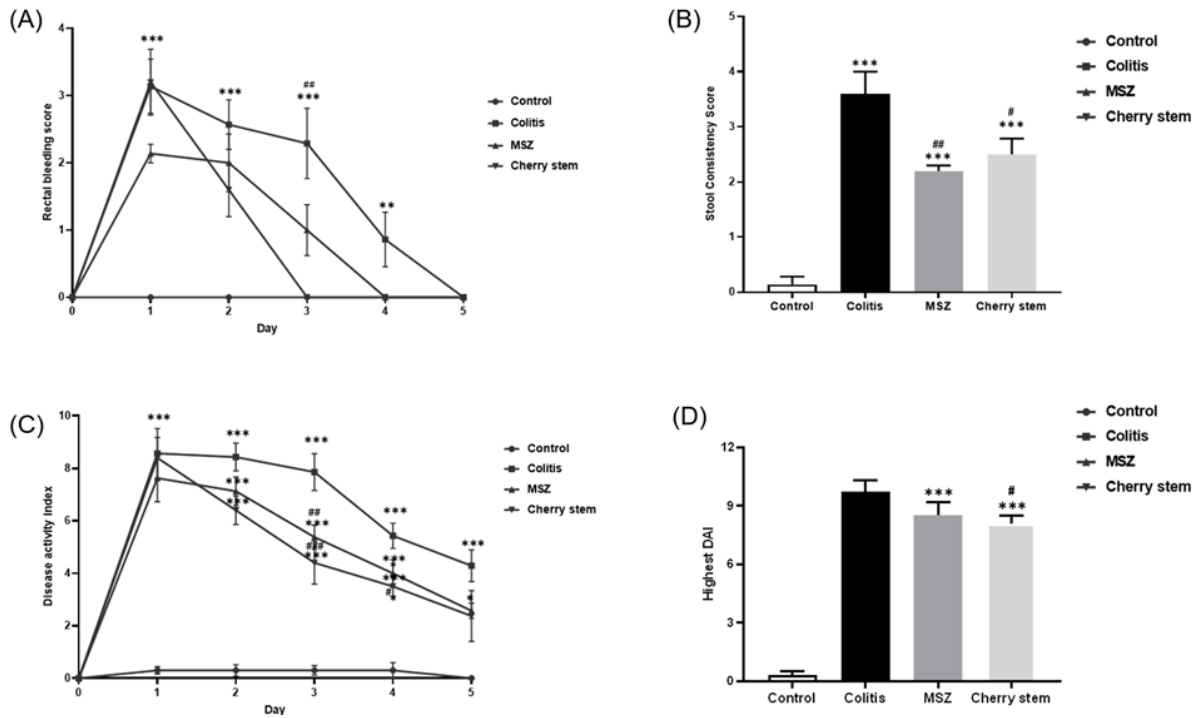 (A)
Rectal bleeding score
4
3
2
1
0
***
***
##
***
**
0 1 2 3 4 5
Day
Control
Colitis
MSZ
Cherry stem
(B)
Stool Consistency Score
5
4
3
2
1
0
***
##
***
#
***
Control Colitis MSZ Cherry stem
Control
Colitis
MSZ
Cherry stem
(C)
Disease activity Index
10
8
6
4
2
0
***
***
***
***
***
***
***
##
***
###
***
***
***
#
*
*
0 1 2 3 4 5
Day
Control
Colitis
MSZ
Cherry stem
(D)
Highest DAI
12
9
6
3
0
***
#
***
Control Colitis MSZ Cherry stem
Control
Colitis
MSZ
Cherry stem